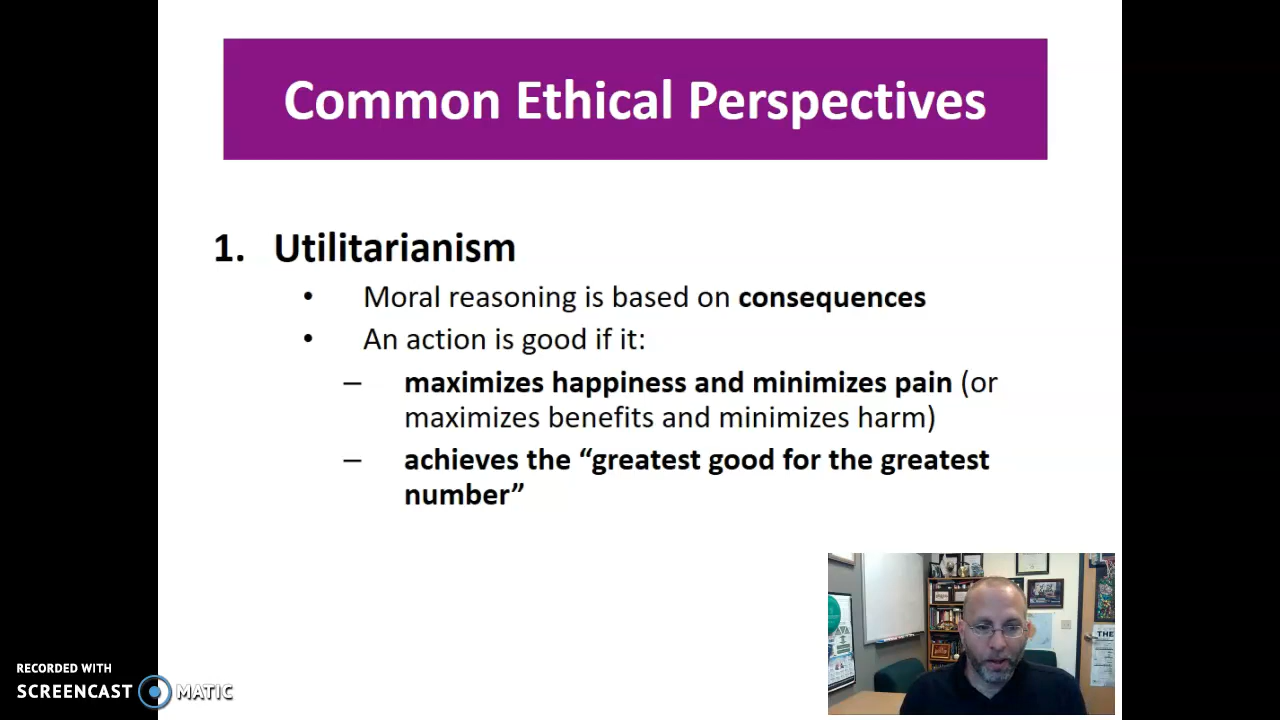 Common Ethical Perspectives
1. Utilitarianism
• Moral reasoning is based on consequences
• An action is good if it:
– maximizes happiness and minimizes pain (or
maximizes benefits and minimizes harm)
– achieves the “greatest good for the greatest
number”
THE
RECORDED WITH
SCREENCAST MATIC